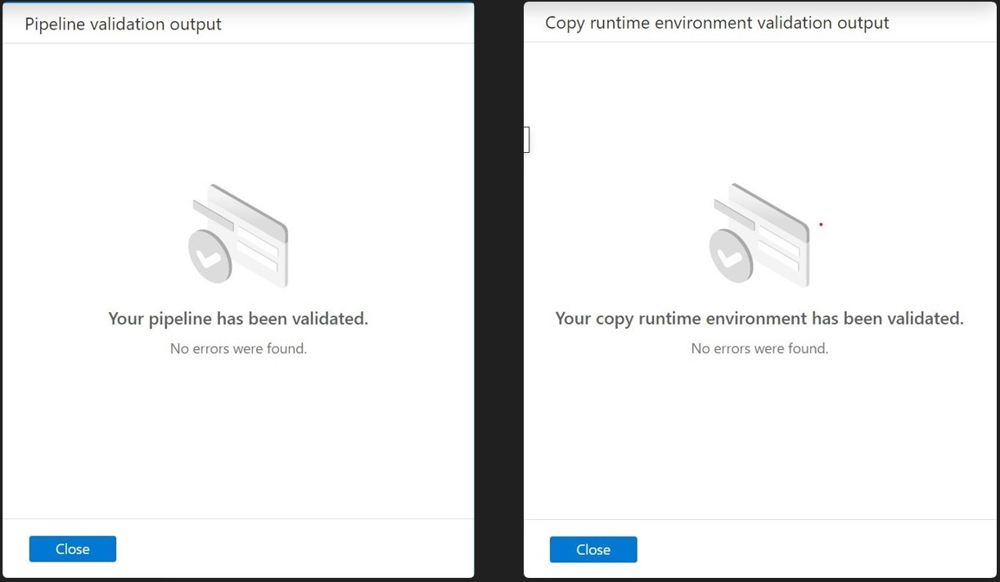 Pipeline validation output
Your pipeline has been validated.
No errors were found.
Close
Copy runtime environment validation output
Your copy runtime environment has been validated.
No errors were found.
Close